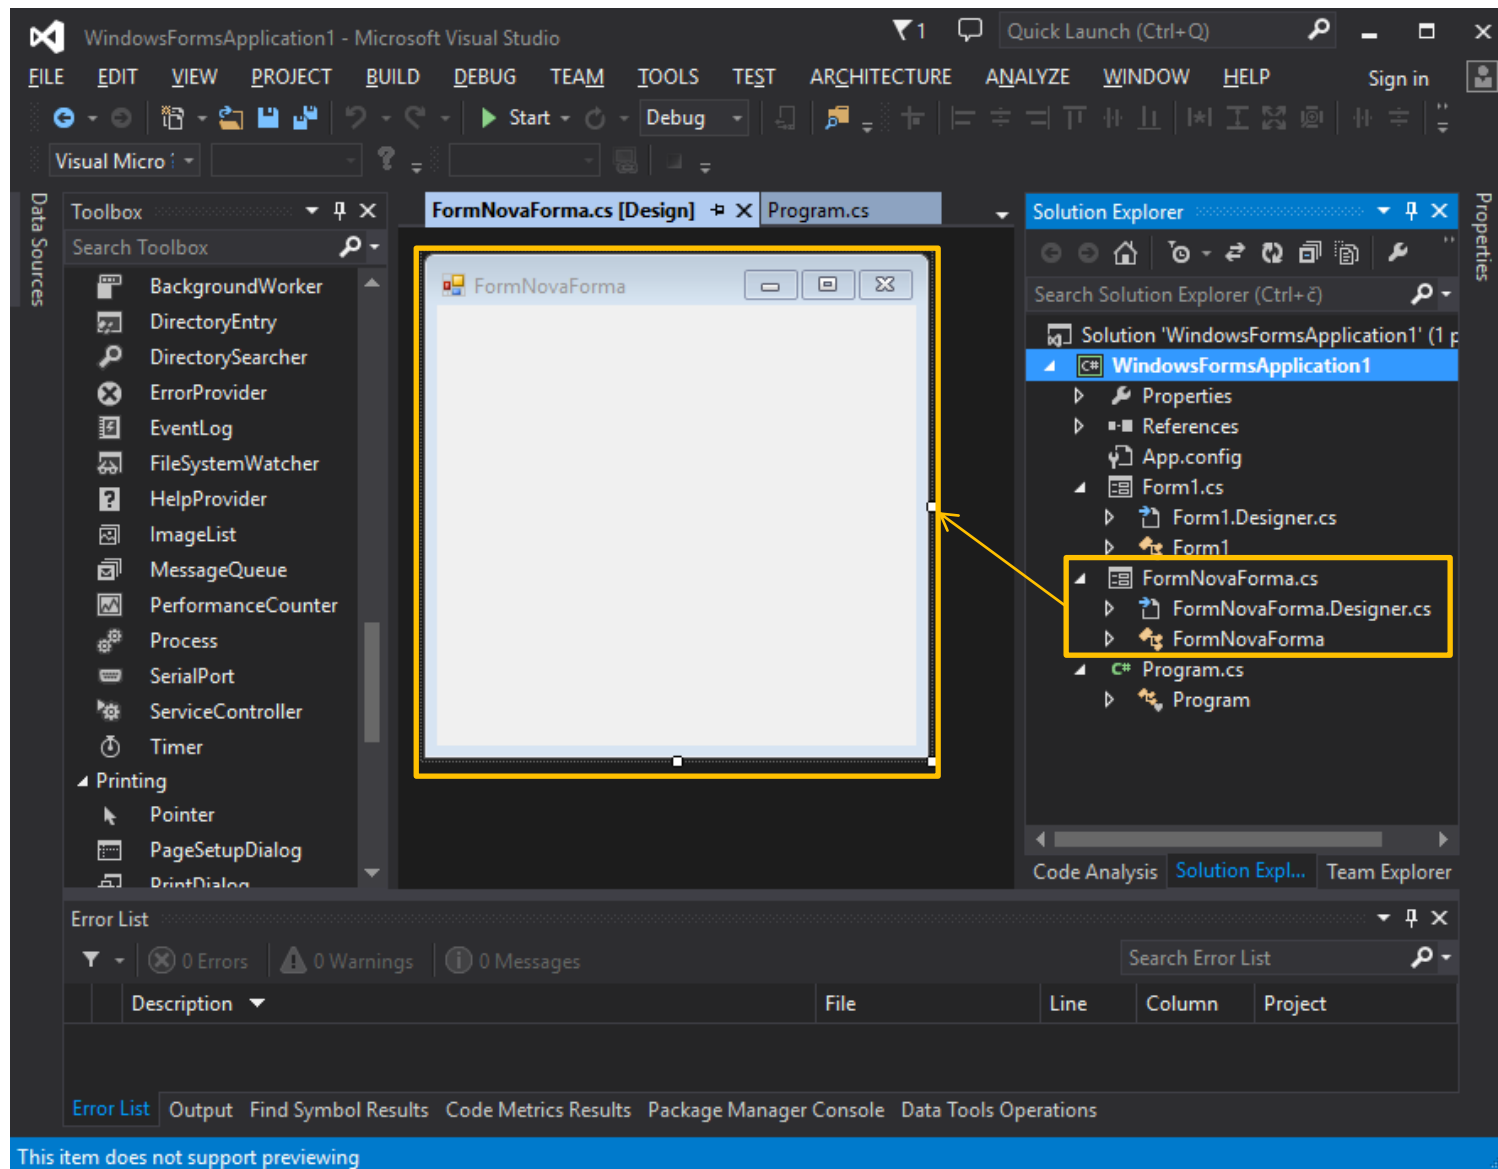 WindowsFormsApplication1 - Microsoft Visual Studio
1
Quick Launch (Ctrl+Q)
FILE EDIT VIEW PROJECT BUILD DEBUG TEAM TOOLS TEST ARCHITECTURE ANALYZE WINDOW HELP Sign in
Start Debug
Visual Micro
Data Sources
Toolbox
Search Toolbox
BackgroundWorker
DirectoryEntry
DirectorySearcher
ErrorProvider
EventLog
FileSystemWatcher
HelpProvider
ImageList
MessageQueue
PerformanceCounter
Process
SerialPort
ServiceController
Timer
Printing
Pointer
PageSetupDialog
PrintDialog
FormNovaForma.cs [Design] Program.cs
FormNovaForma
Solution Explorer
Search Solution Explorer (Ctrl+č)
Solution 'WindowsFormsApplication1' (1 p
C# WindowsFormsApplication1
Properties
References
App.config
Form1.cs
Form1.Designer.cs
Form1
FormNovaForma.cs
FormNovaForma.Designer.cs
FormNovaForma
C# Program.cs
Program
Code Analysis Solution Expl... Team Explorer
Properties
Error List
0 Errors 0 Warnings 0 Messages
Search Error List
Description File Line Column Project
Error List Output Find Symbol Results Code Metrics Results Package Manager Console Data Tools Operations
This item does not support previewing